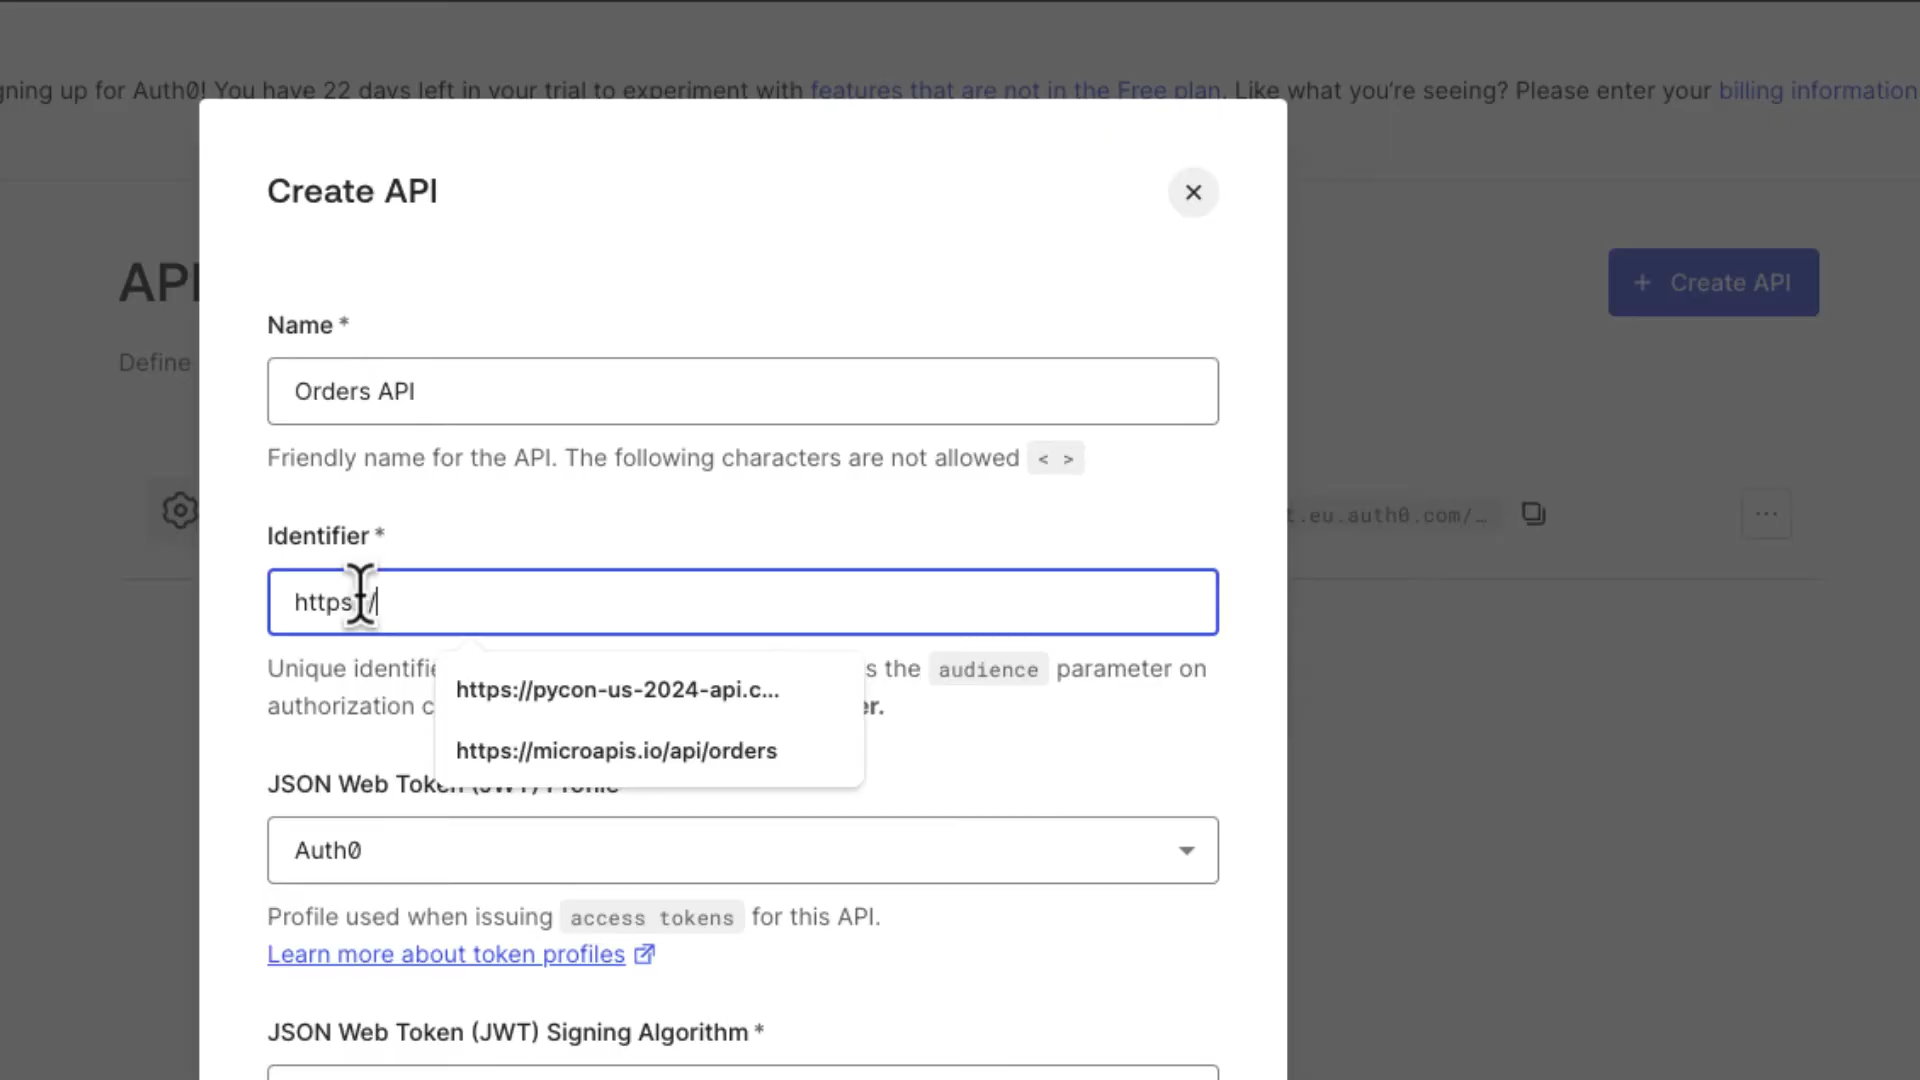 gning up for Auth0! You have 22 days left in your trial to experiment with features that are not in the Free plan. Like what you're seeing? Please enter your billing information
Create API
API
+ Create API
Name *
Define
Orders API
Friendly name for the API. The following characters are not allowed < >
t.eu.auth0.com/…
...
Identifier *
https:/
Unique identifie
s the audience parameter on
authorization c
er.
https://pycon-us-2024-api.c...
https://microapis.io/api/orders
JSON Web Token (JWT) Profile
Auth0
Profile used when issuing access tokens for this API.
Learn more about token profiles
JSON Web Token (JWT) Signing Algorithm *